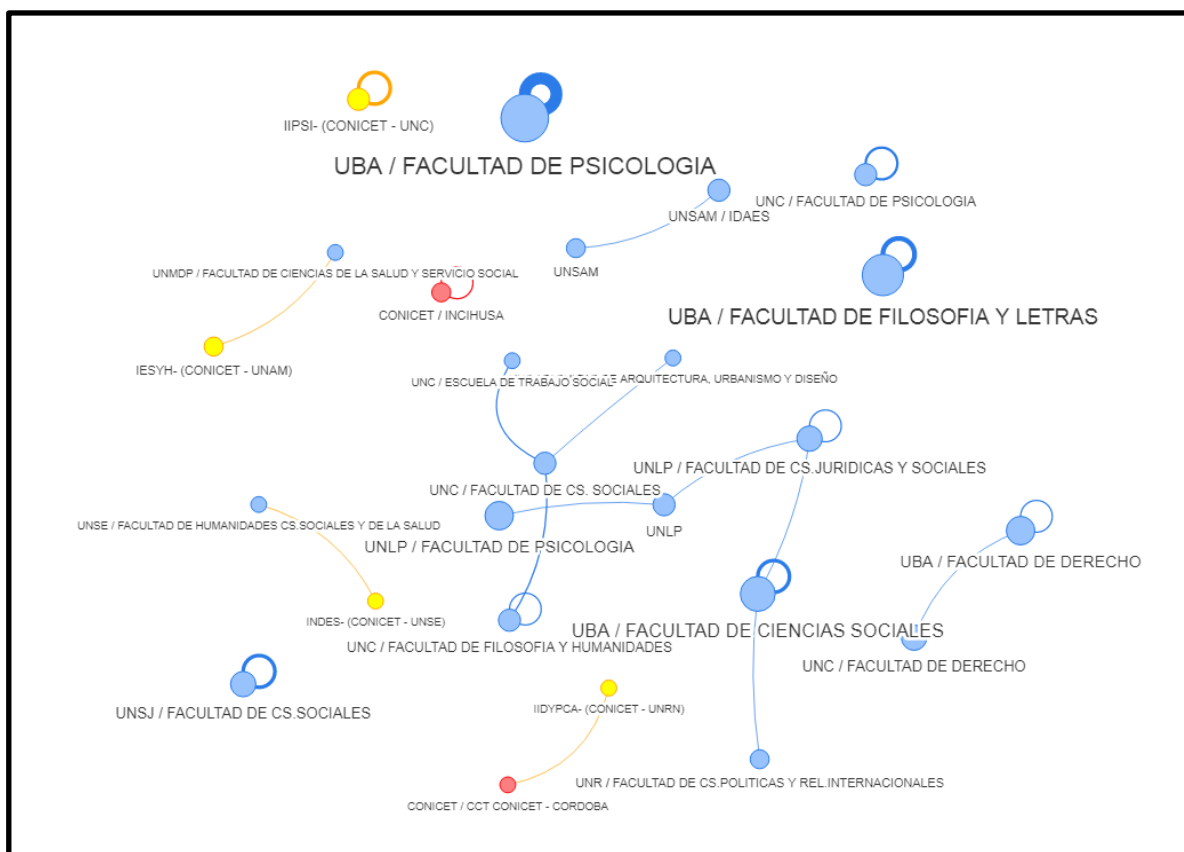 IIPSI- (CONICET - UNC)
UBA / FACULTAD DE PSICOLOGIA
UNC / FACULTAD DE PSICOLOGIA
UNSAM / IDAES
UNSAM
UNMDP / FACULTAD DE CIENCIAS DE LA SALUD Y SERVICIO SOCIAL
CONICET / INCIHUSA
UBA / FACULTAD DE FILOSOFIA Y LETRAS
IESYH- (CONICET - UNAM)
UNC / ESCUELA DE TRABAJO SOCIAL
DE ARQUITECTURA, URBANISMO Y DISEÑO
UNLP / FACULTAD DE CS.JURIDICAS Y SOCIALES
UNC / FACULTAD DE CS. SOCIALES
UNSE / FACULTAD DE HUMANIDADES CS.SOCIALES Y DE LA SALUD
UNLP
UNLP / FACULTAD DE PSICOLOGIA
UBA / FACULTAD DE DERECHO
INDES- (CONICET - UNSE)
UBA / FACULTAD DE CIENCIAS SOCIALES
UNC / FACULTAD DE FILOSOFIA Y HUMANIDADES
UNC / FACULTAD DE DERECHO
UNSJ / FACULTAD DE CS.SOCIALES
IIDYPCA- (CONICET - UNRN)
UNR / FACULTAD DE CS.POLITICAS Y REL.INTERNACIONALES
CONICET / CCT CONICET - CORDOBA